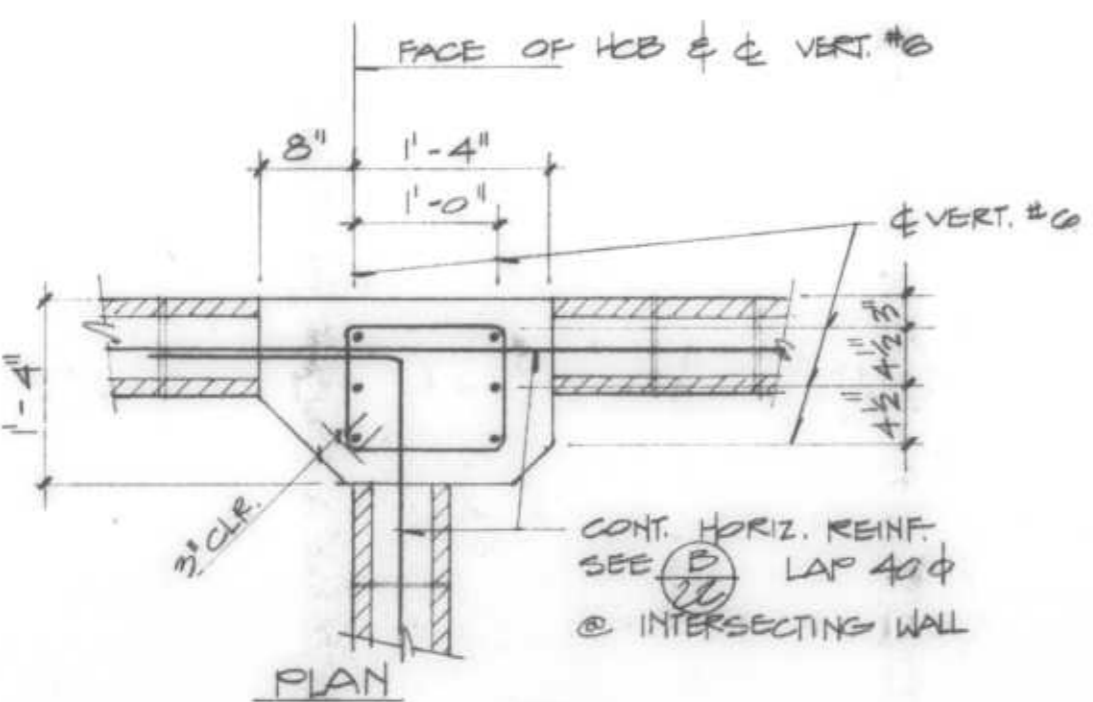 FACE OF HCB & ℄ VERT. #6
8" 1'-4"
1'-0"
℄ VERT. #6
3"
4½"
4½"
1'-4"
3" CLR.
CONT. HORIZ. REINF.
SEE B LAP 40 ϕ
22
@ INTERSECTING WALL
PLAN